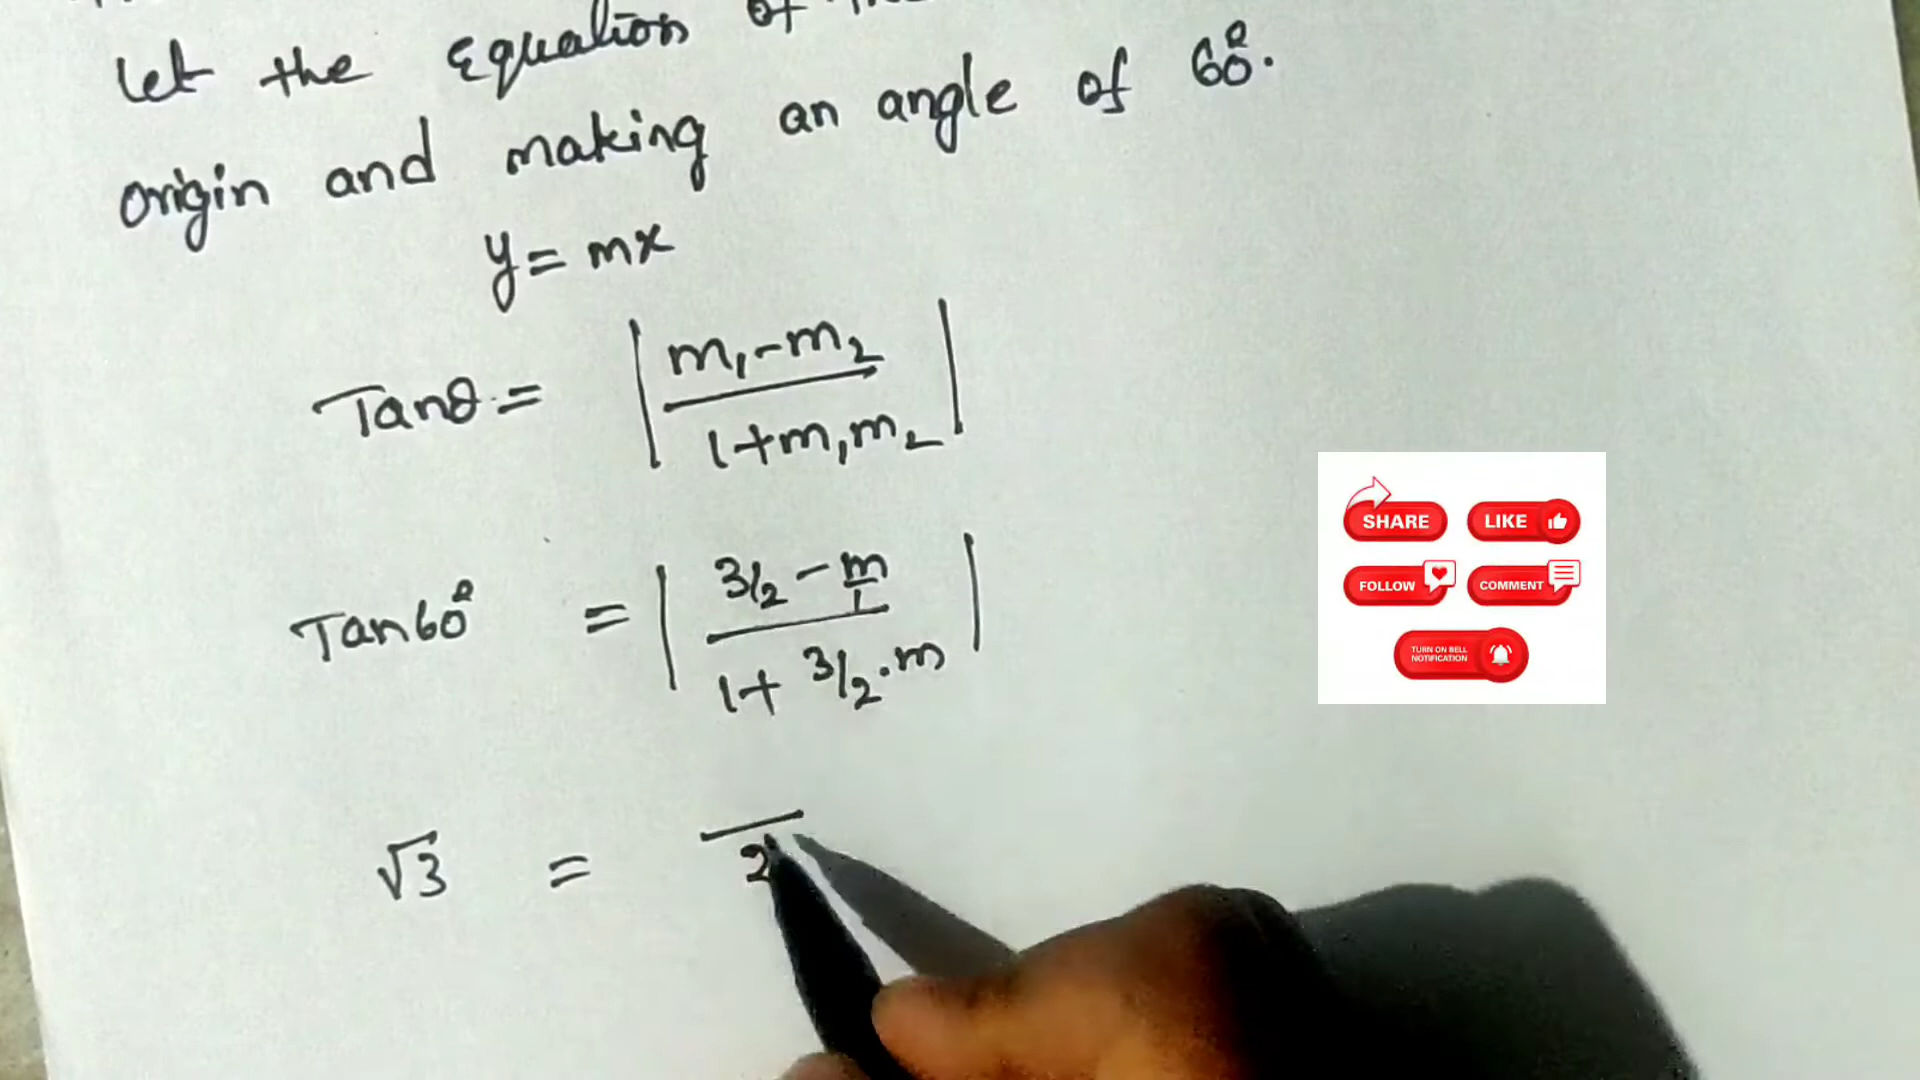 Let the Equation of
origin and making an angle of 60°.
y = mx
Tanθ = | m₁-m₂ / 1+m₁m₂ |
Tan60° = | 3/2 - m/1 / 1+ 3/2.m |
√3 = / 2
SHARE LIKE
FOLLOW COMMENT
TURN ON BELL
NOTIFICATION